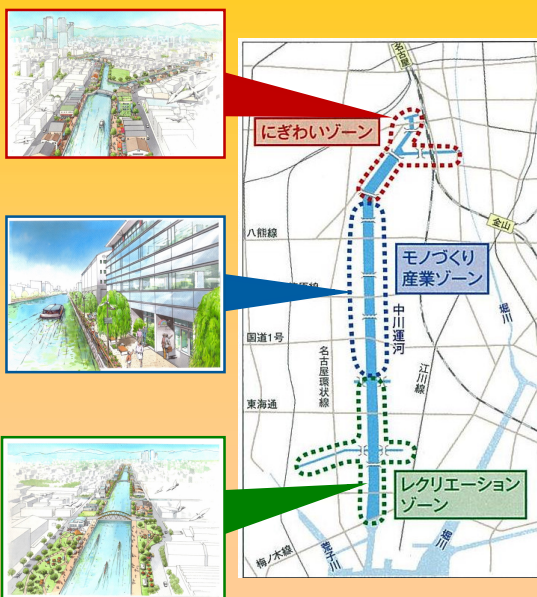 名古屋
にぎわいゾーン
金山
八熊線
モノづくり
産業ゾーン
堀川
中川運河
国道1号
名古屋環状線
江川線
東海通
レクリエーション
ゾーン
堀川
荒子川
梅ノ木線